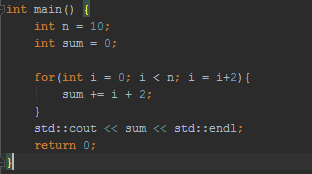 int main() {
    int n = 10;
    int sum = 0;

    for(int i = 0; i < n; i = i+2){
        sum += i + 2;
    }
    std::cout << sum << std::endl;
    return 0;
}